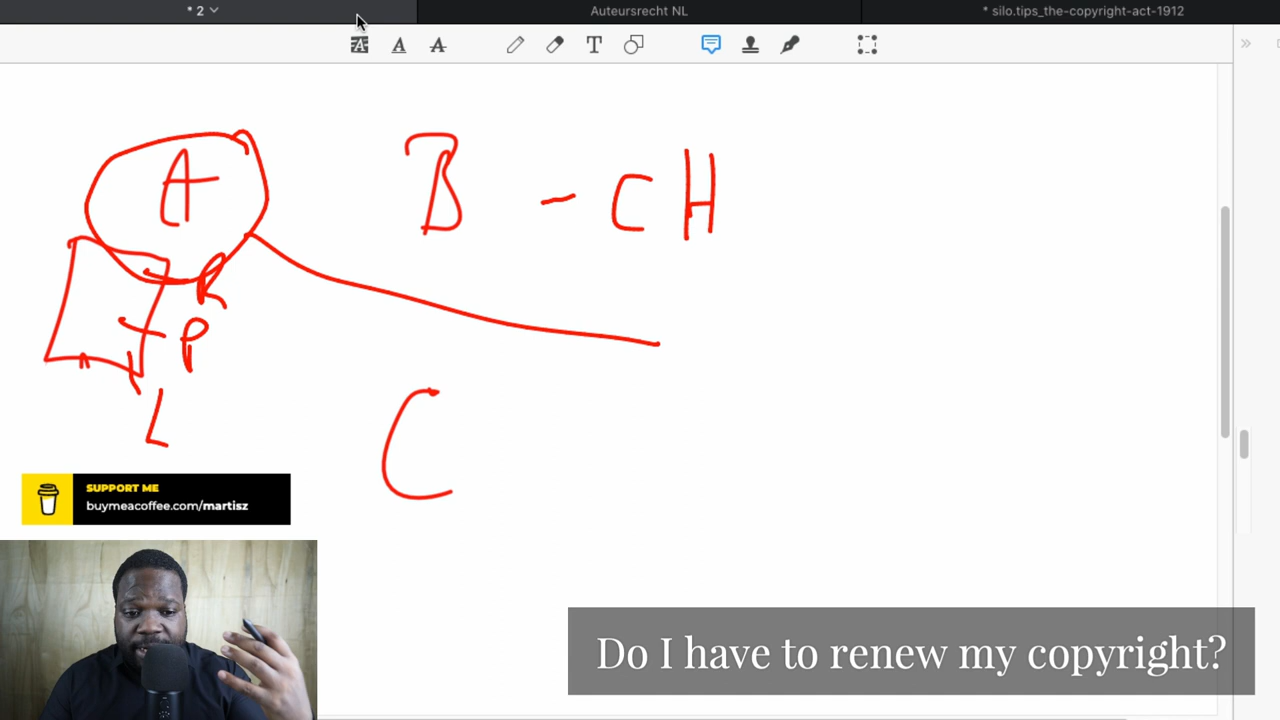 * 2
Auteursrecht NL
* silo.tips_the-copyright-act-1912
A
B - CH
R
P
L
C
SUPPORT ME
buymeacoffee.com/martisz
Do I have to renew my copyright?